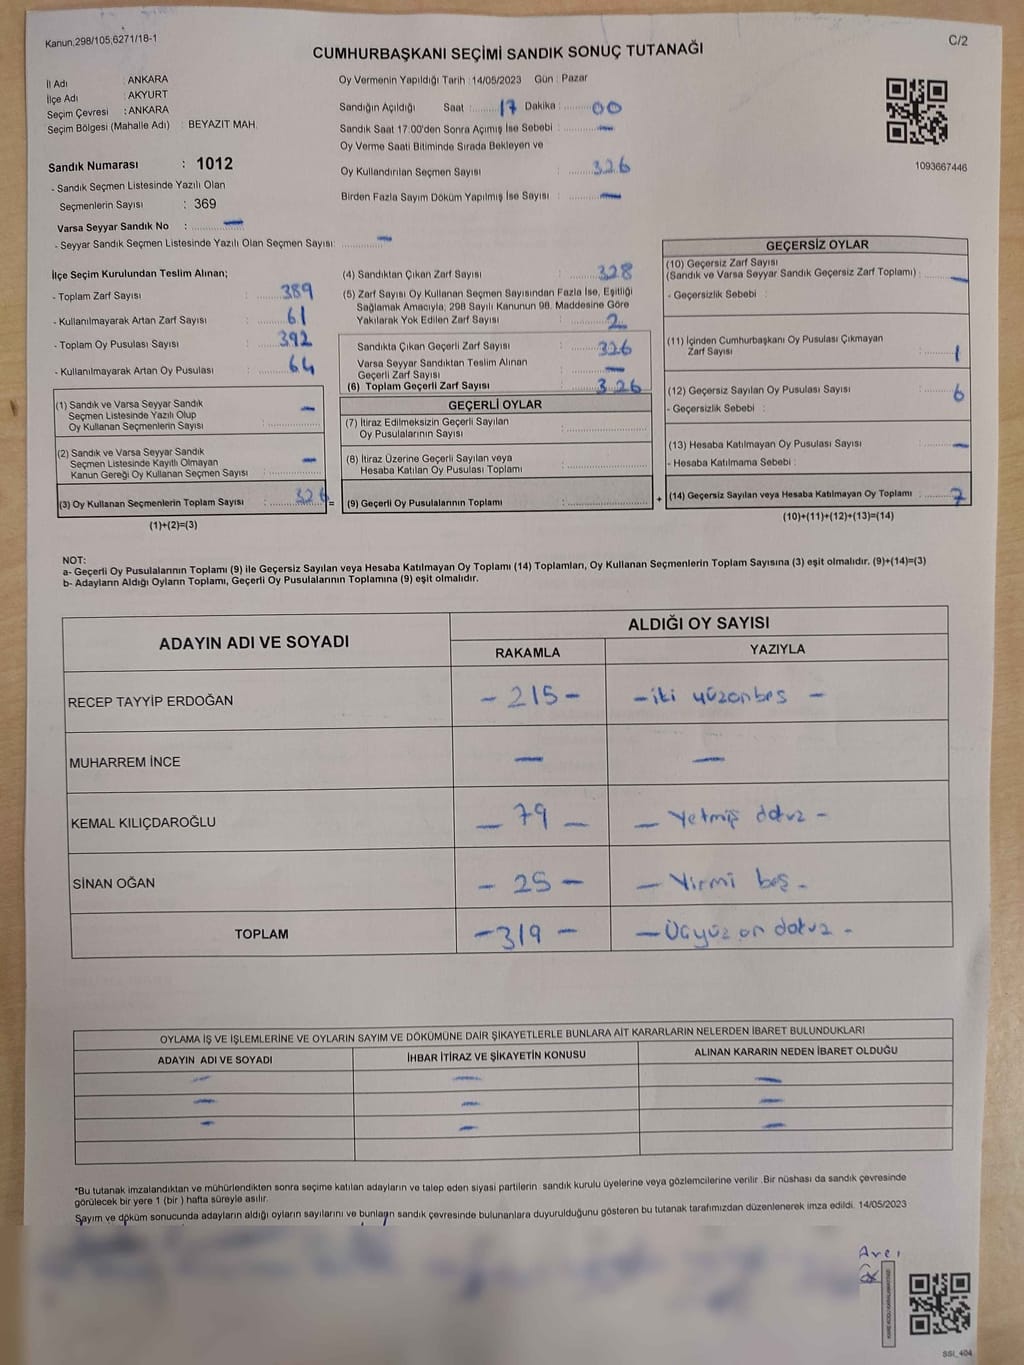 Kanun,298/105,6271/18-1
C/2
CUMHURBAŞKANI SEÇİMİ SANDIK SONUÇ TUTANAĞI
İl Adı : ANKARA
İlçe Adı : AKYURT
Seçim Çevresi : ANKARA
Seçim Bölgesi (Mahalle Adı) : BEYAZIT MAH.
Sandık Numarası : 1012
- Sandık Seçmen Listesinde Yazılı Olan
Seçmenlerin Sayısı : 369
Varsa Seyyar Sandık No : —
- Seyyar Sandık Seçmen Listesinde Yazılı Olan Seçmen Sayısı: —
Oy Vermenin Yapıldığı Tarih : 14/05/2023 Gün : Pazar
Sandığın Açıldığı Saat : 17 Dakika : 00
Sandık Saat 17.00'den Sonra Açımış İse Sebebi : —
Oy Verme Saati Bitiminde Sırada Bekleyen ve
Oy Kullandırılan Seçmen Sayısı : 326
Birden Fazla Sayım Döküm Yapılmış İse Sayısı : —
1093667446
İlçe Seçim Kurulundan Teslim Alınan;
- Toplam Zarf Sayısı : 389
- Kullanılmayarak Artan Zarf Sayısı : 61
- Toplam Oy Pusulası Sayısı : 392
- Kullanılmayarak Artan Oy Pusulası : 64
(1) Sandık ve Varsa Seyyar Sandık
Seçmen Listesinde Yazılı Olup
Oy Kullanan Seçmenlerin Sayısı : —
(2) Sandık ve Varsa Seyyar Sandık
Seçmen Listesinde Kayıtlı Olmayan
Kanun Gereği Oy Kullanan Seçmen Sayısı : —
(3) Oy Kullanan Seçmenlerin Toplam Sayısı : 326 =
(1)+(2)=(3)
(4) Sandıktan Çıkan Zarf Sayısı : 328
(5) Zarf Sayısı Oy Kullanan Seçmen Sayısından Fazla İse, Eşitliği
Sağlamak Amacıyla; 298 Sayılı Kanunun 98. Maddesine Göre
Yakılarak Yok Edilen Zarf Sayısı : 2
Sandıkta Çıkan Geçerli Zarf Sayısı : 326
Varsa Seyyar Sandıktan Teslim Alınan
Geçerli Zarf Sayısı : —
(6) Toplam Geçerli Zarf Sayısı : 326
GEÇERLİ OYLAR
(7) İtiraz Edilmeksizin Geçerli Sayılan
Oy Pusulalarının Sayısı :
(8) İtiraz Üzerine Geçerli Sayılan veya
Hesaba Katılan Oy Pusulası Toplamı :
(9) Geçerli Oy Pusulalarının Toplamı : +
GEÇERSİZ OYLAR
(10) Geçersiz Zarf Sayısı
(Sandık ve Varsa Seyyar Sandık Geçersiz Zarf Toplamı) : —
- Geçersizlik Sebebi :
(11) İçinden Cumhurbaşkanı Oy Pusulası Çıkmayan
Zarf Sayısı : 1
(12) Geçersiz Sayılan Oy Pusulası Sayısı : 6
- Geçersizlik Sebebi :
(13) Hesaba Katılmayan Oy Pusulası Sayısı : —
- Hesaba Katılmama Sebebi :
(14) Geçersiz Sayılan veya Hesaba Katılmayan Oy Toplamı : 7
(10)+(11)+(12)+(13)=(14)
NOT:
a- Geçerli Oy Pusulalarının Toplamı (9) ile Geçersiz Sayılan veya Hesaba Katılmayan Oy Toplamı (14) Toplamları, Oy Kullanan Seçmenlerin Toplam Sayısına (3) eşit olmalıdır. (9)+(14)=(3)
b- Adayların Aldığı Oyların Toplamı, Geçerli Oy Pusulalarının Toplamına (9) eşit olmalıdır.
ADAYIN ADI VE SOYADI
ALDIĞI OY SAYISI
RAKAMLA YAZIYLA
RECEP TAYYİP ERDOĞAN - 215 - - iki yüzonbeş -
MUHARREM İNCE — —
KEMAL KILIÇDAROĞLU - 79 - - Yetmiş dokuz -
SİNAN OĞAN - 25 - - Yirmi beş -
TOPLAM - 319 - - Üçyüz on dokuz -
OYLAMA İŞ VE İŞLEMLERİNE VE OYLARIN SAYIM VE DÖKÜMÜNE DAİR ŞİKAYETLERLE BUNLARA AİT KARARLARIN NELERDEN İBARET BULUNDUKLARI
ADAYIN ADI VE SOYADI İHBAR İTİRAZ VE ŞİKAYETİN KONUSU ALINAN KARARIN NEDEN İBARET OLDUĞU
— — —
— — —
— — —
*Bu tutanak imzalandıktan ve mühürlendikten sonra seçime katılan adayların ve talep eden siyasi partilerin sandık kurulu üyelerine veya gözlemcilerine verilir. Bir nüshası da sandık çevresinde
görülecek bir yere 1 (bir) hafta süreyle asılır.
Sayım ve döküm sonucunda adayların aldığı oyların sayılarını ve bunların sandık çevresinde bulunanlara duyurulduğunu gösteren bu tutanak tarafımızdan düzenlenerek imza edildi. 14/05/2023
SSI_404